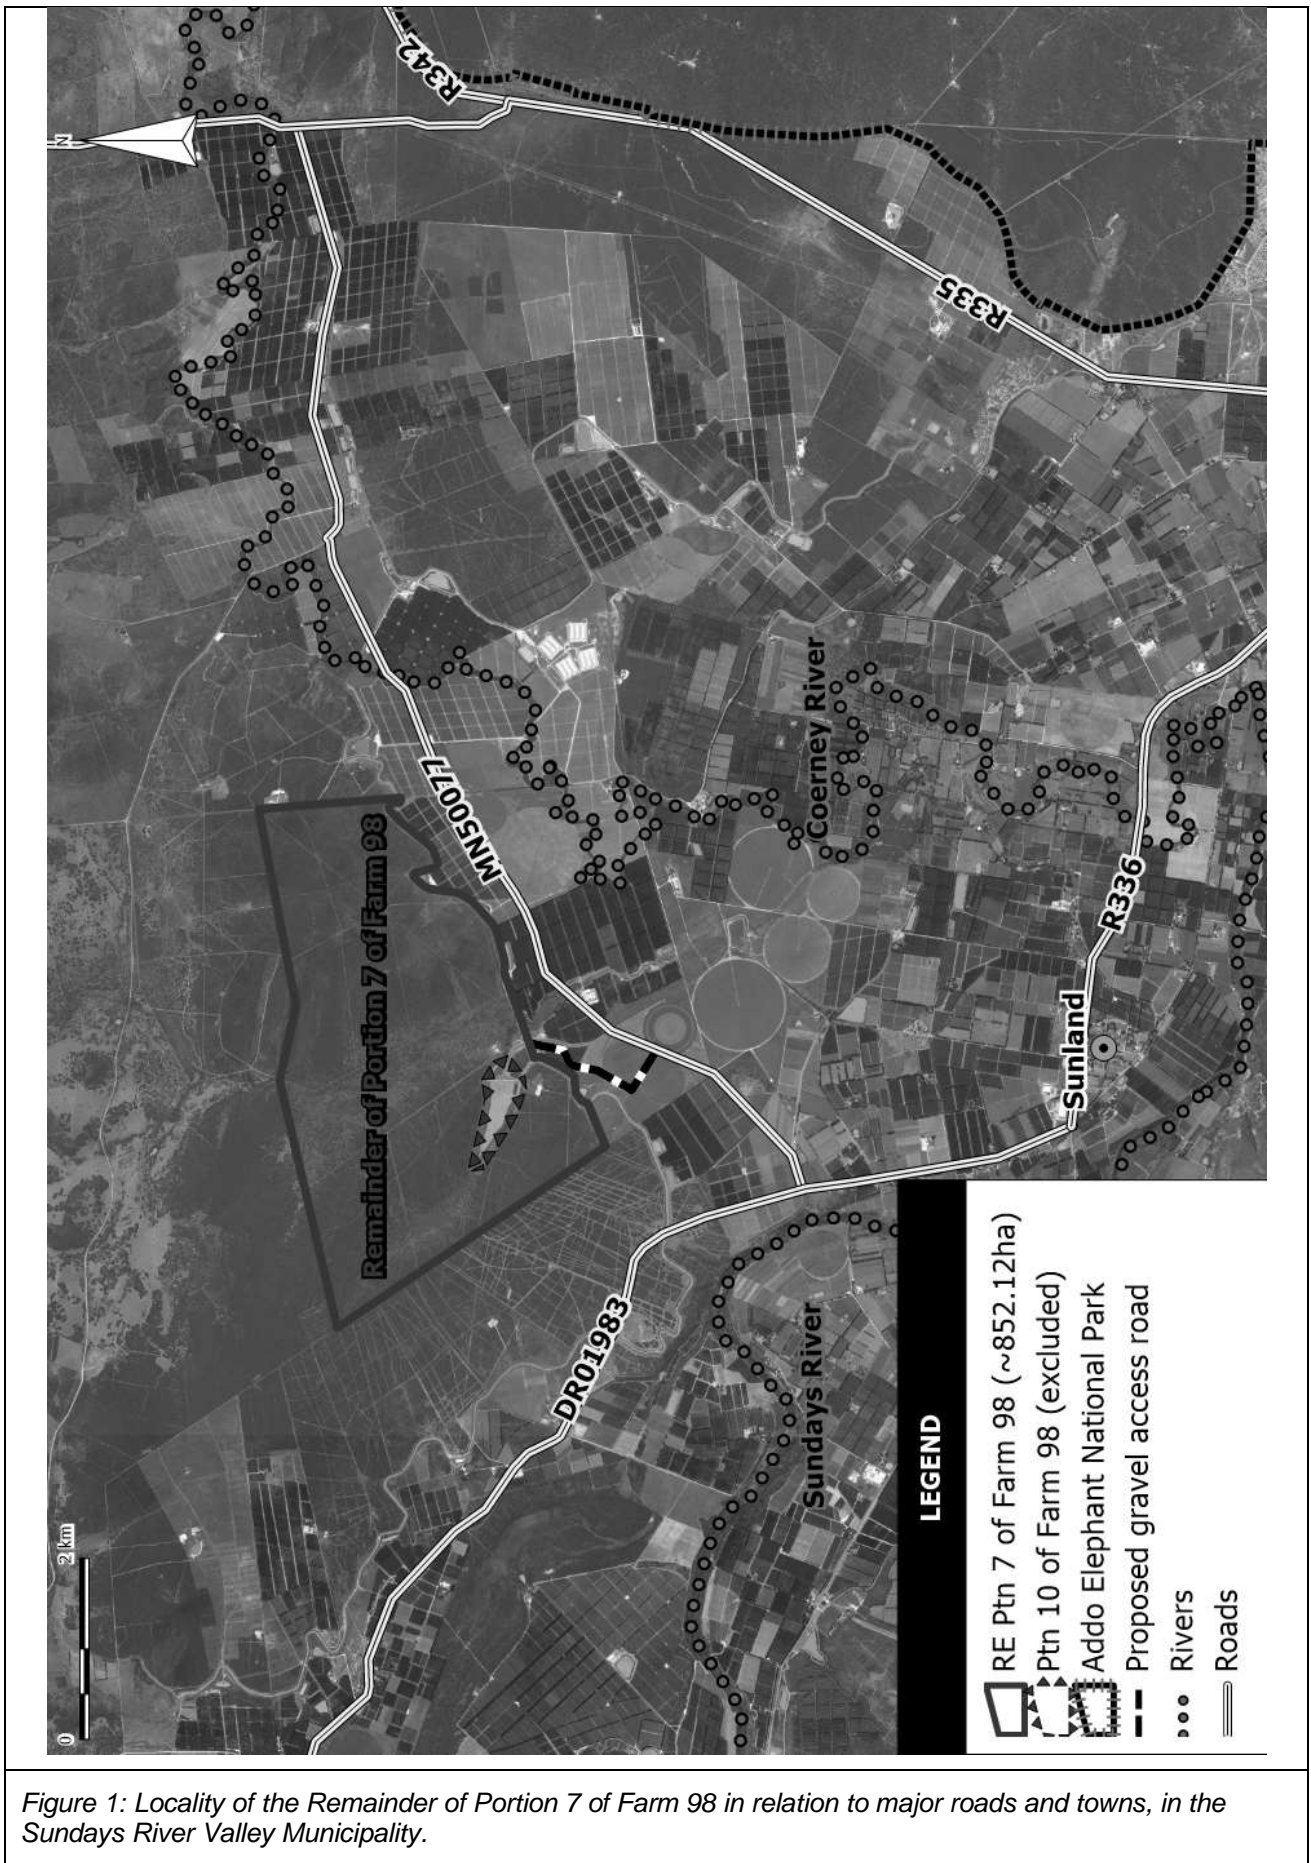 N
R342
R335
MN50077
Remainder of Portion 7 of Farm 98
Coerney River
R336
Sunland
DR01983
Sundays River
0
2 km
LEGEND
RE Ptn 7 of Farm 98 (~852.12ha)
Ptn 10 of Farm 98 (excluded)
Addo Elephant National Park
Proposed gravel access road
Rivers
Roads
Figure 1: Locality of the Remainder of Portion 7 of Farm 98 in relation to major roads and towns, in the
Sundays River Valley Municipality.